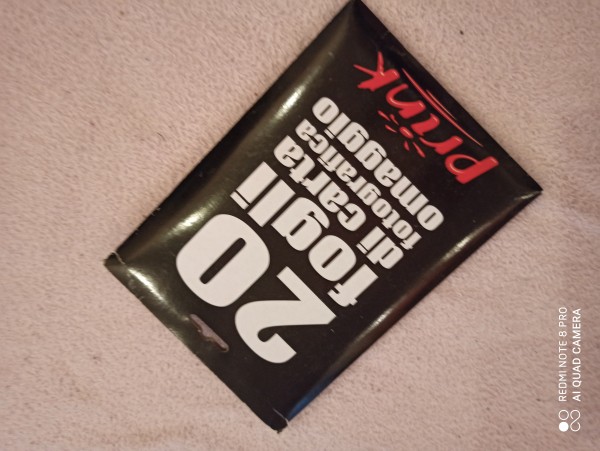 20
fogli
di carta
fotografica
omaggio
prink
REDMI NOTE 8 PRO
AI QUAD CAMERA